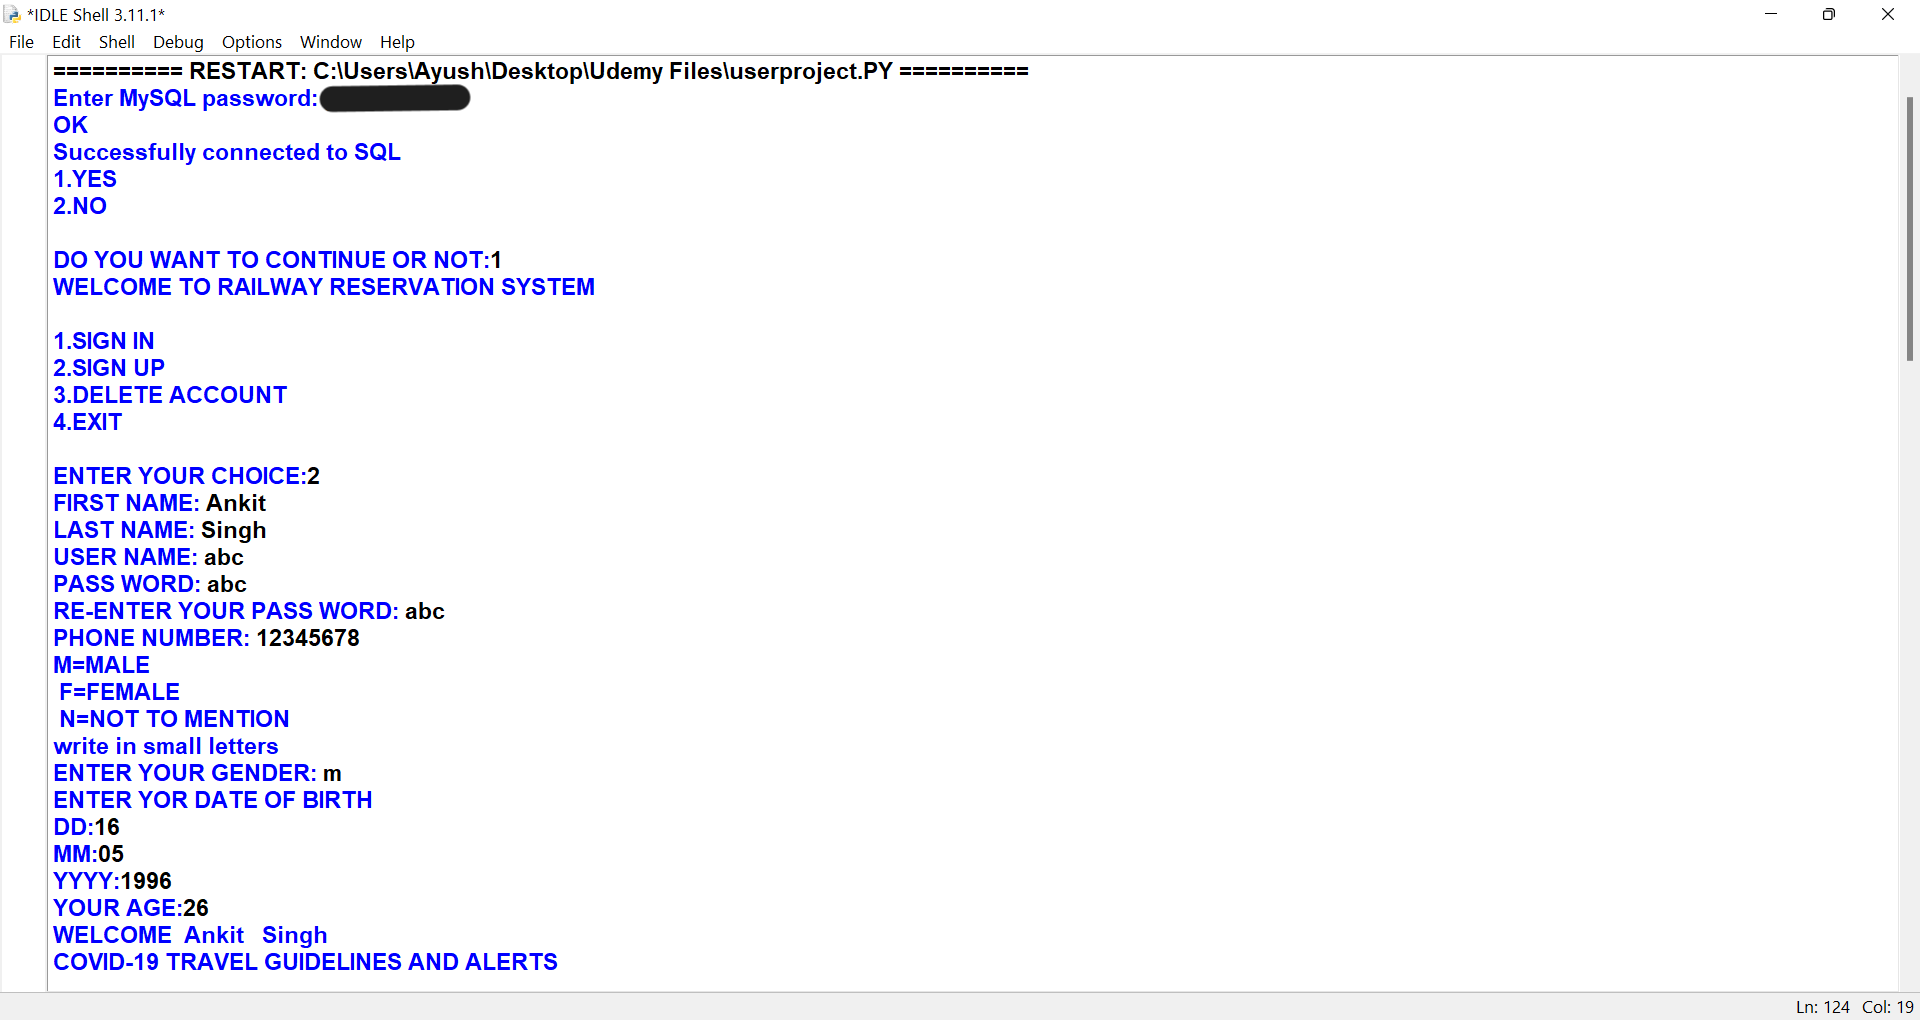 *IDLE Shell 3.11.1*
File Edit Shell Debug Options Window Help
========== RESTART: C:\Users\Ayush\Desktop\Udemy Files\userproject.PY ==========
Enter MySQL password:
OK
Successfully connected to SQL
1.YES
2.NO
DO YOU WANT TO CONTINUE OR NOT:1
WELCOME TO RAILWAY RESERVATION SYSTEM
1.SIGN IN
2.SIGN UP
3.DELETE ACCOUNT
4.EXIT
ENTER YOUR CHOICE:2
FIRST NAME: Ankit
LAST NAME: Singh
USER NAME: abc
PASS WORD: abc
RE-ENTER YOUR PASS WORD: abc
PHONE NUMBER: 12345678
M=MALE
 F=FEMALE
 N=NOT TO MENTION
write in small letters
ENTER YOUR GENDER: m
ENTER YOR DATE OF BIRTH
DD:16
MM:05
YYYY:1996
YOUR AGE:26
WELCOME  Ankit   Singh
COVID-19 TRAVEL GUIDELINES AND ALERTS
Ln: 124 Col: 19